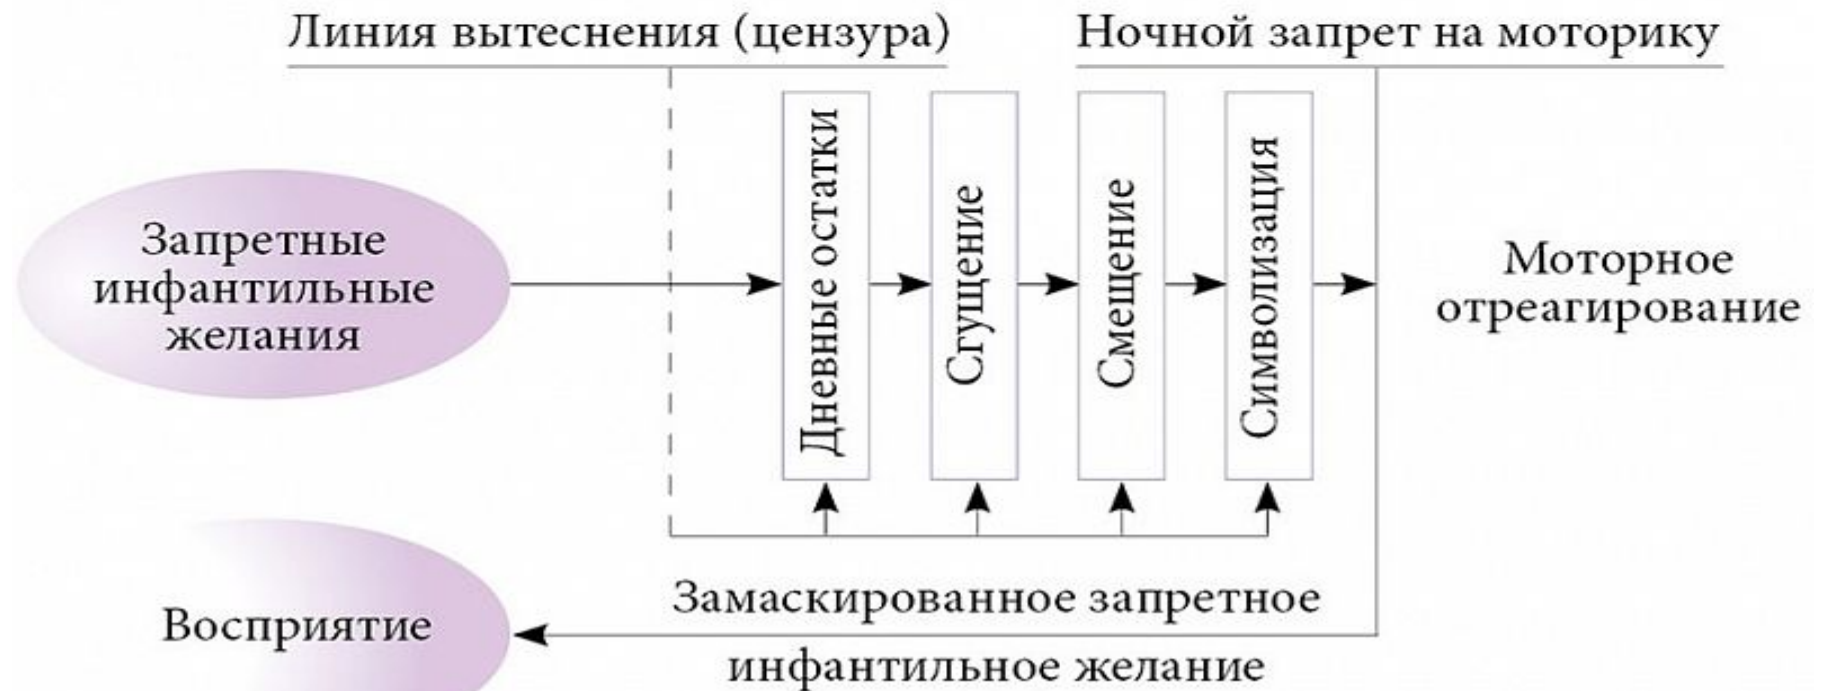 Линия вытеснения (цензура)
Ночной запрет на моторику
Запретные
инфантильные
желания
Дневные остатки
Сгущение
Смещение
Символизация
Моторное
отреагирование
Восприятие
Замаскированное запретное
инфантильное желание